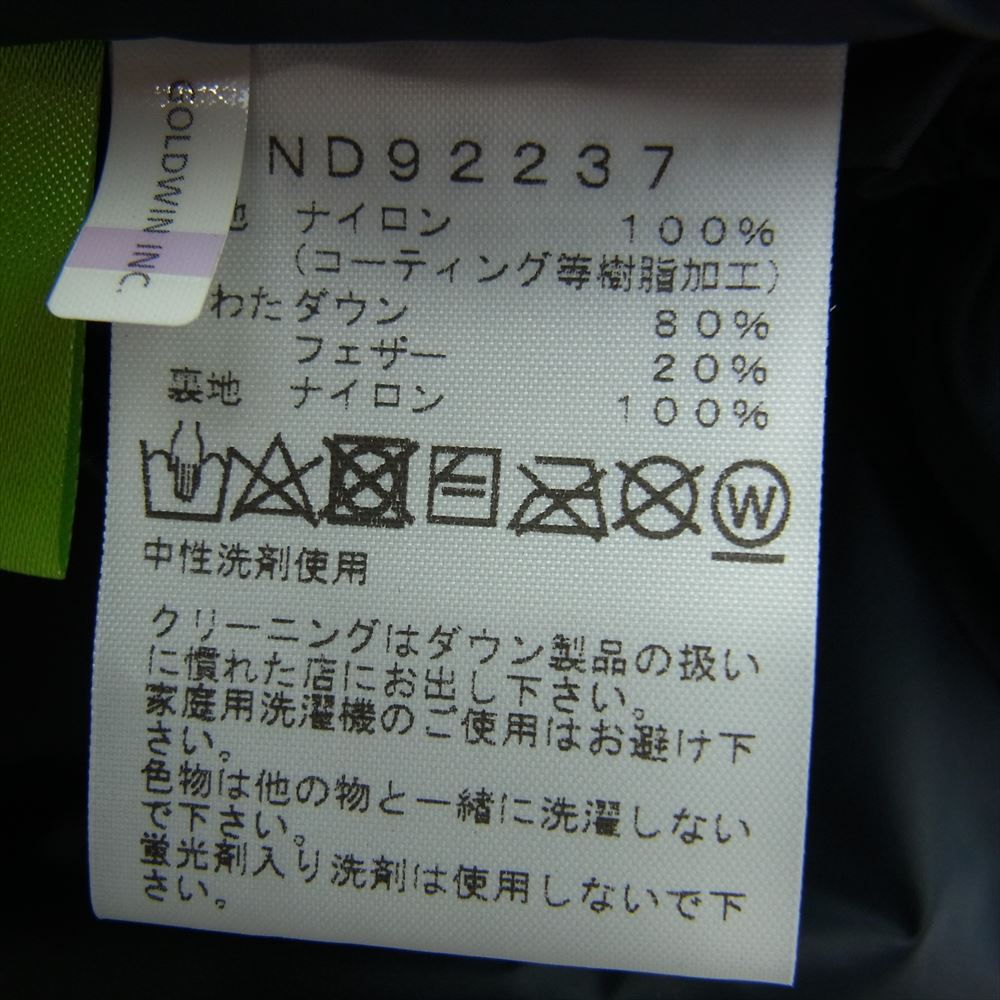 GOLDWIN INC.
ND92237
地 ナイロン 100%
(コーティング等樹脂加工)
わた ダウン 80%
フェザー 20%
裏地 ナイロン 100%
W
中性洗剤使用
クリーニングはダウン製品の扱い
に慣れた店にお出し下さい。
家庭用洗濯機のご使用はお避け下
さい。
色物は他の物と一緒に洗濯しない
で下さい。
蛍光剤入り洗剤は使用しないで下
さい。